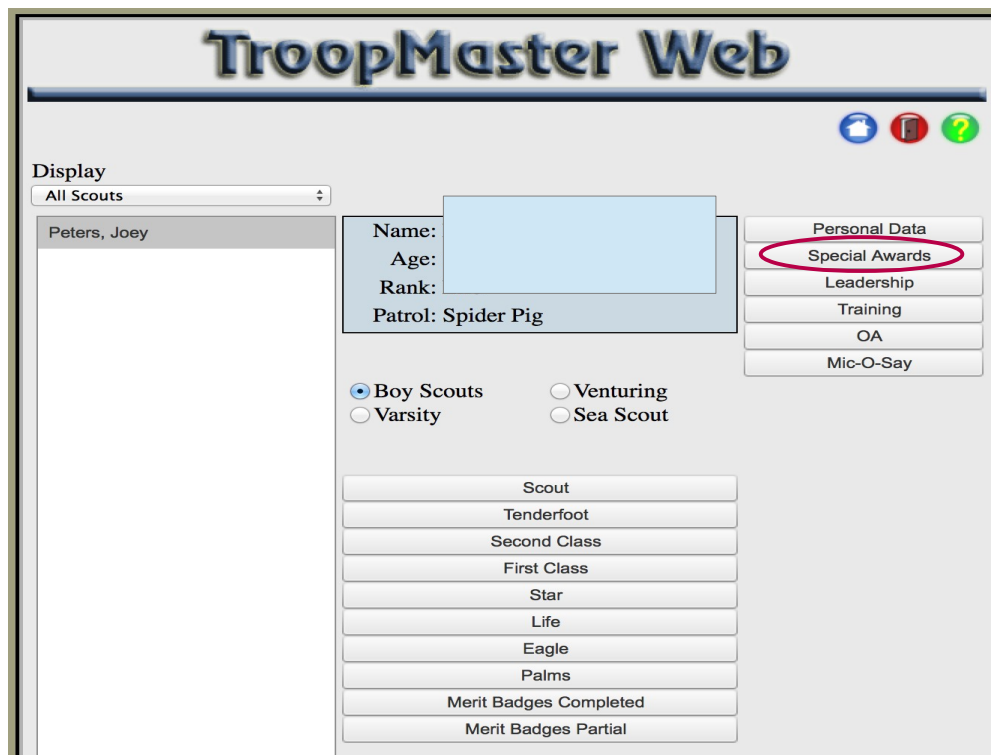 TroopMaster Web
?
Display
All Scouts
Peters, Joey
Name:
Age:
Rank:
Patrol: Spider Pig
Personal Data
Special Awards
Leadership
Training
OA
Mic-O-Say
Boy Scouts
Venturing
Varsity
Sea Scout
Scout
Tenderfoot
Second Class
First Class
Star
Life
Eagle
Palms
Merit Badges Completed
Merit Badges Partial